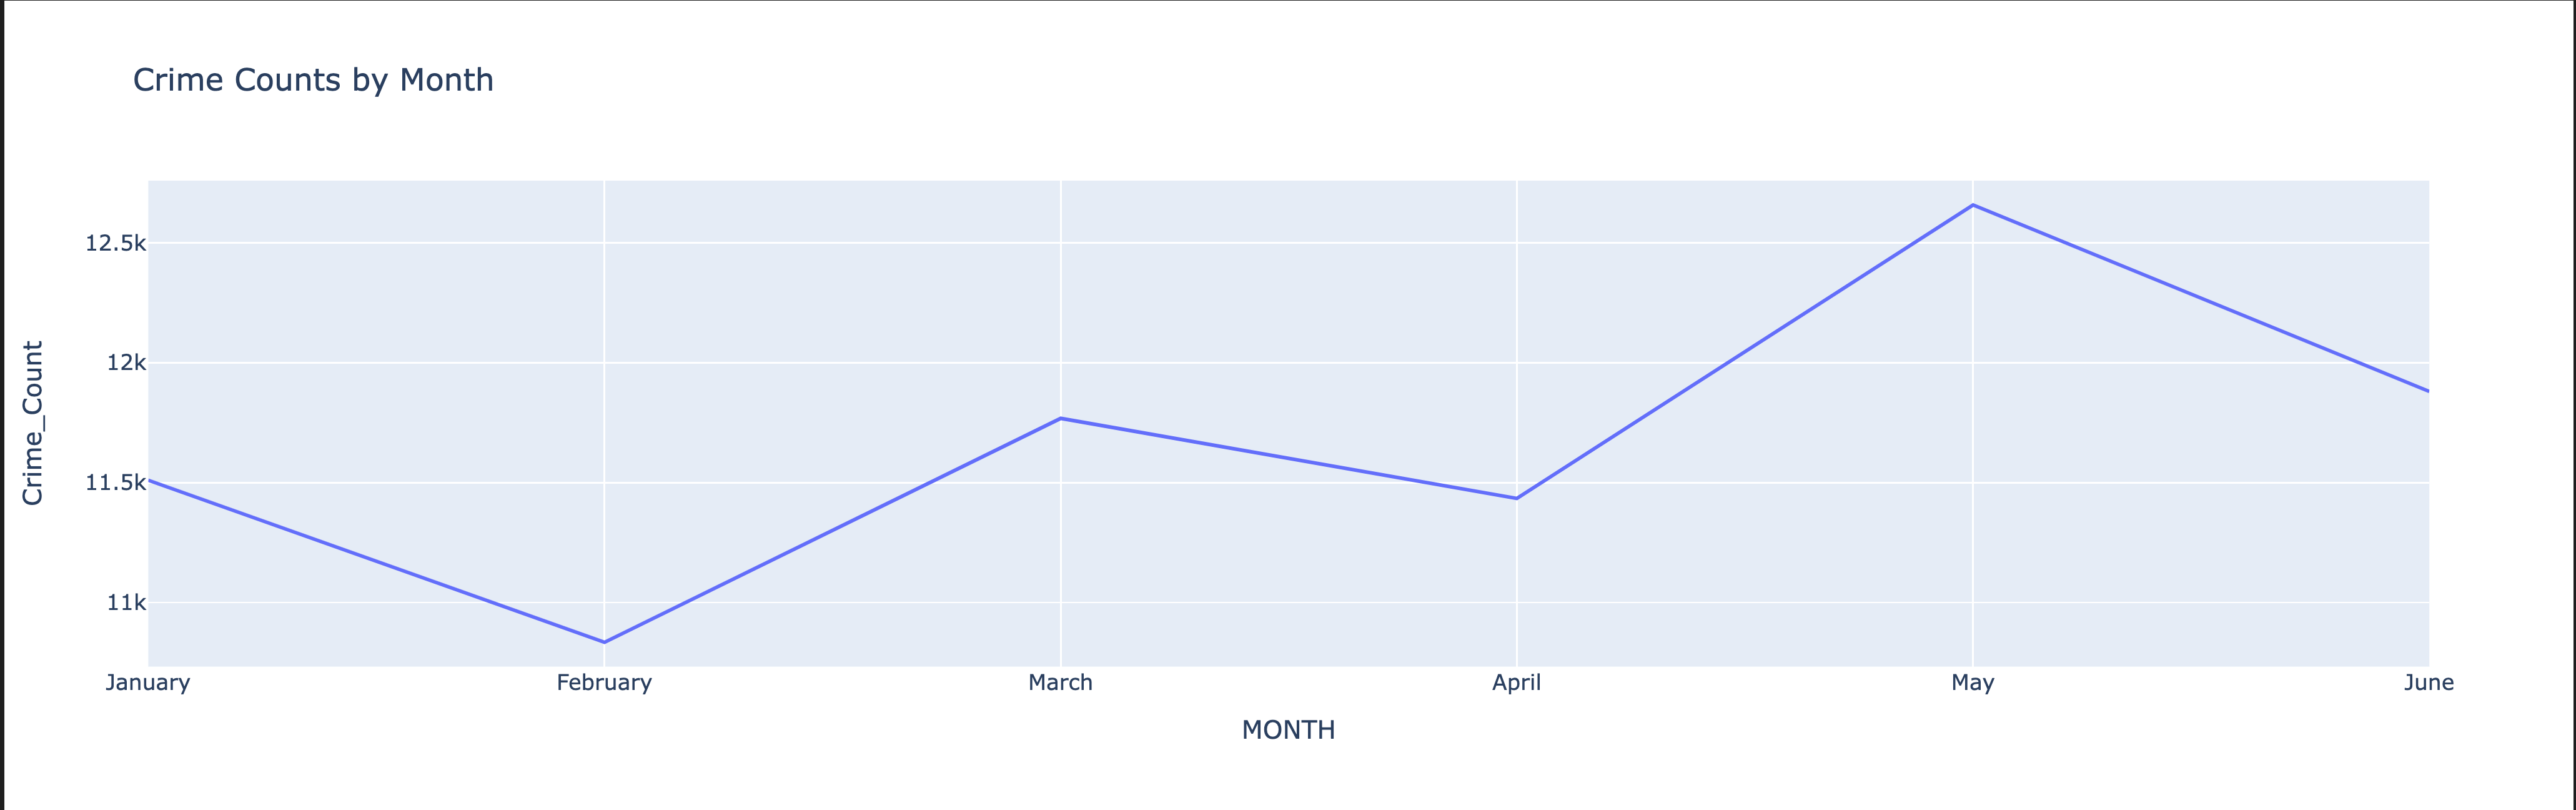 Crime Counts by Month
12.5k
12k
11.5k
11k
Crime_Count
January February March April May June
MONTH